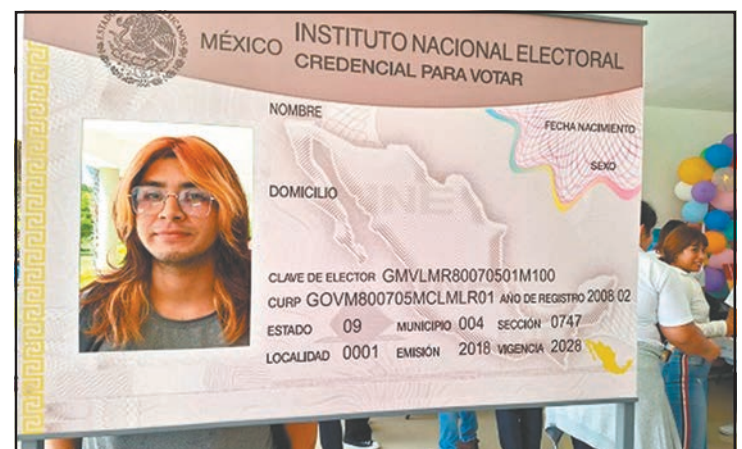 MÉXICO INSTITUTO NACIONAL ELECTORAL
CREDENCIAL PARA VOTAR
NOMBRE
FECHA NACIMIENTO
SEXO
DOMICILIO
INE
CLAVE DE ELECTOR GMVLMR80070501M100
CURP GOVM800705MCLMLR01 AÑO DE REGISTRO 2008 02
ESTADO 09 MUNICIPIO 004 SECCIÓN 0747
LOCALIDAD 0001 EMISIÓN 2018 VIGENCIA 2028